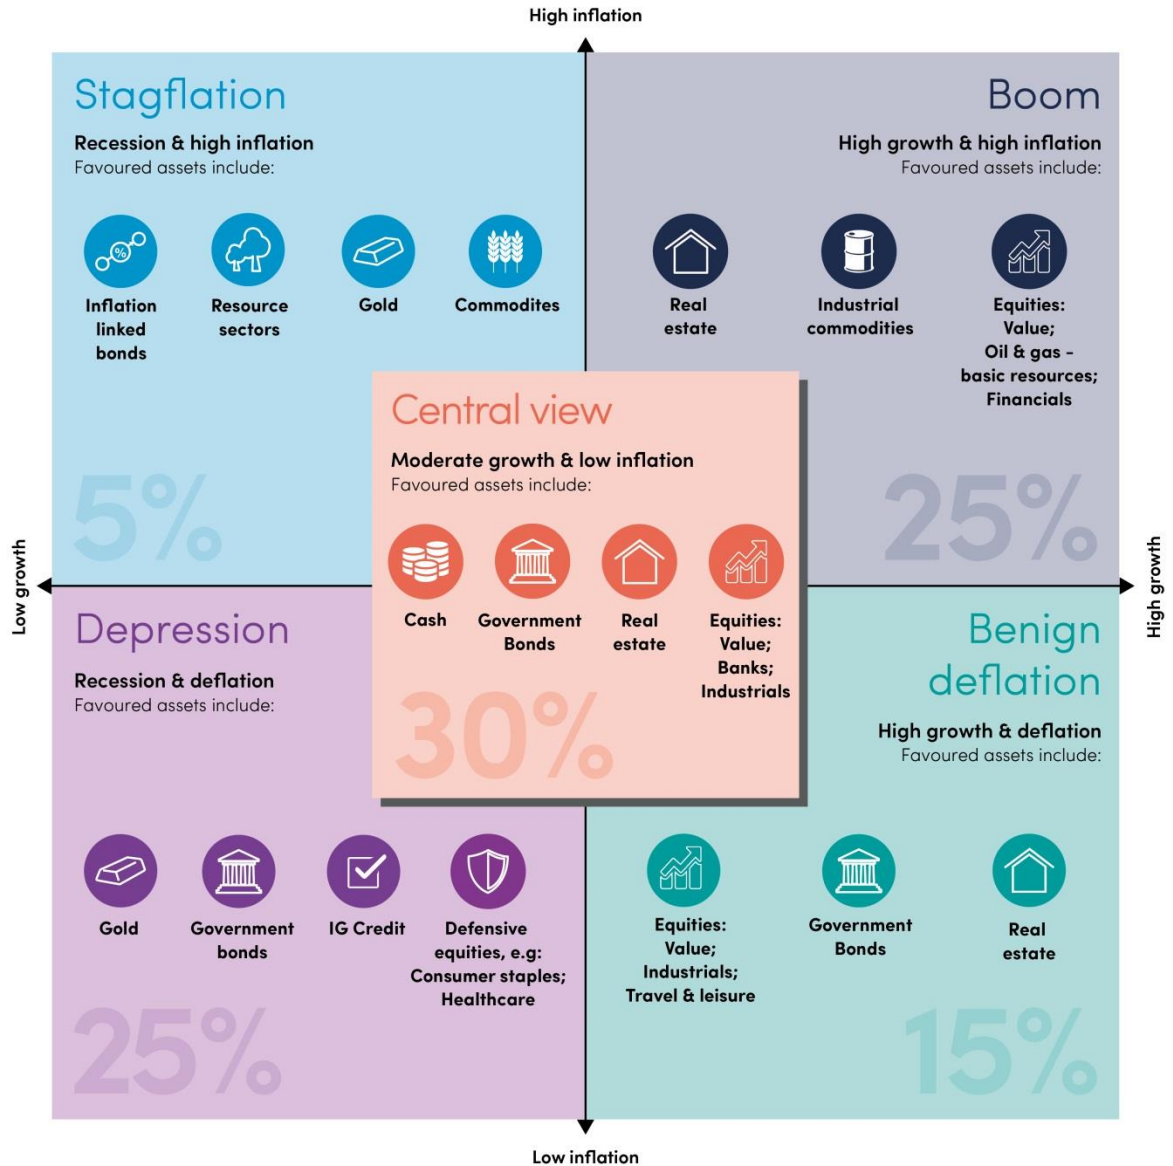 High inflation
Stagflation
Recession & high inflation
Favoured assets include:
%
Inflation
linked
bonds
Resource
sectors
Gold
Commodites
5%
Boom
High growth & high inflation
Favoured assets include:
Real
estate
Industrial
commodities
Equities:
Value;
Oil & gas -
basic resources;
Financials
25%
Central view
Moderate growth & low inflation
Favoured assets include:
Cash
Government
Bonds
Real
estate
Equities:
Value;
Banks;
Industrials
30%
Low growth
High growth
Depression
Recession & deflation
Favoured assets include:
Gold
Government
bonds
IG Credit
Defensive
equities, e.g:
Consumer staples;
Healthcare
25%
Benign
deflation
High growth & deflation
Favoured assets include:
Equities:
Value;
Industrials;
Travel & leisure
Government
Bonds
Real
estate
15%
Low inflation